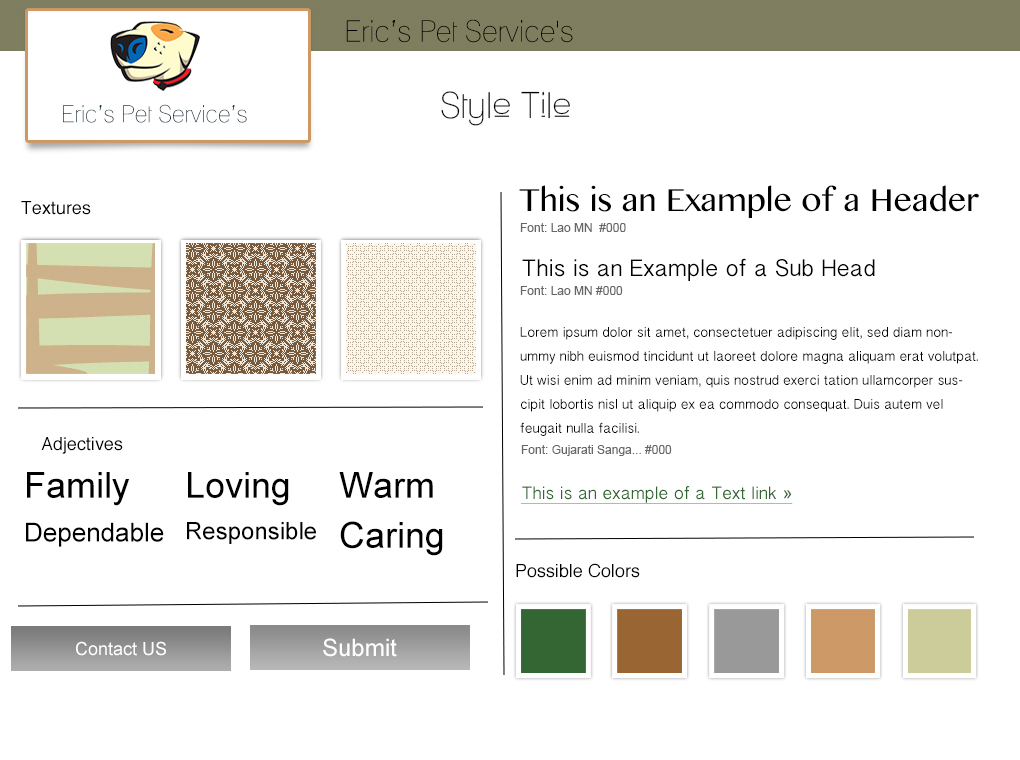 Eric's Pet Service's
Eric's Pet Service's
Style Tile
Textures
Adjectives
Family Loving Warm
Dependable Responsible Caring
Contact US Submit
This is an Example of a Header
Font: Lao MN #000
This is an Example of a Sub Head
Font: Lao MN #000
Lorem ipsum dolor sit amet, consectetuer adipiscing elit, sed diam non-
ummy nibh euismod tincidunt ut laoreet dolore magna aliquam erat volutpat.
Ut wisi enim ad minim veniam, quis nostrud exerci tation ullamcorper sus-
cipit lobortis nisl ut aliquip ex ea commodo consequat. Duis autem vel
feugait nulla facilisi.
Font: Gujarati Sanga... #000
This is an example of a Text link »
Possible Colors